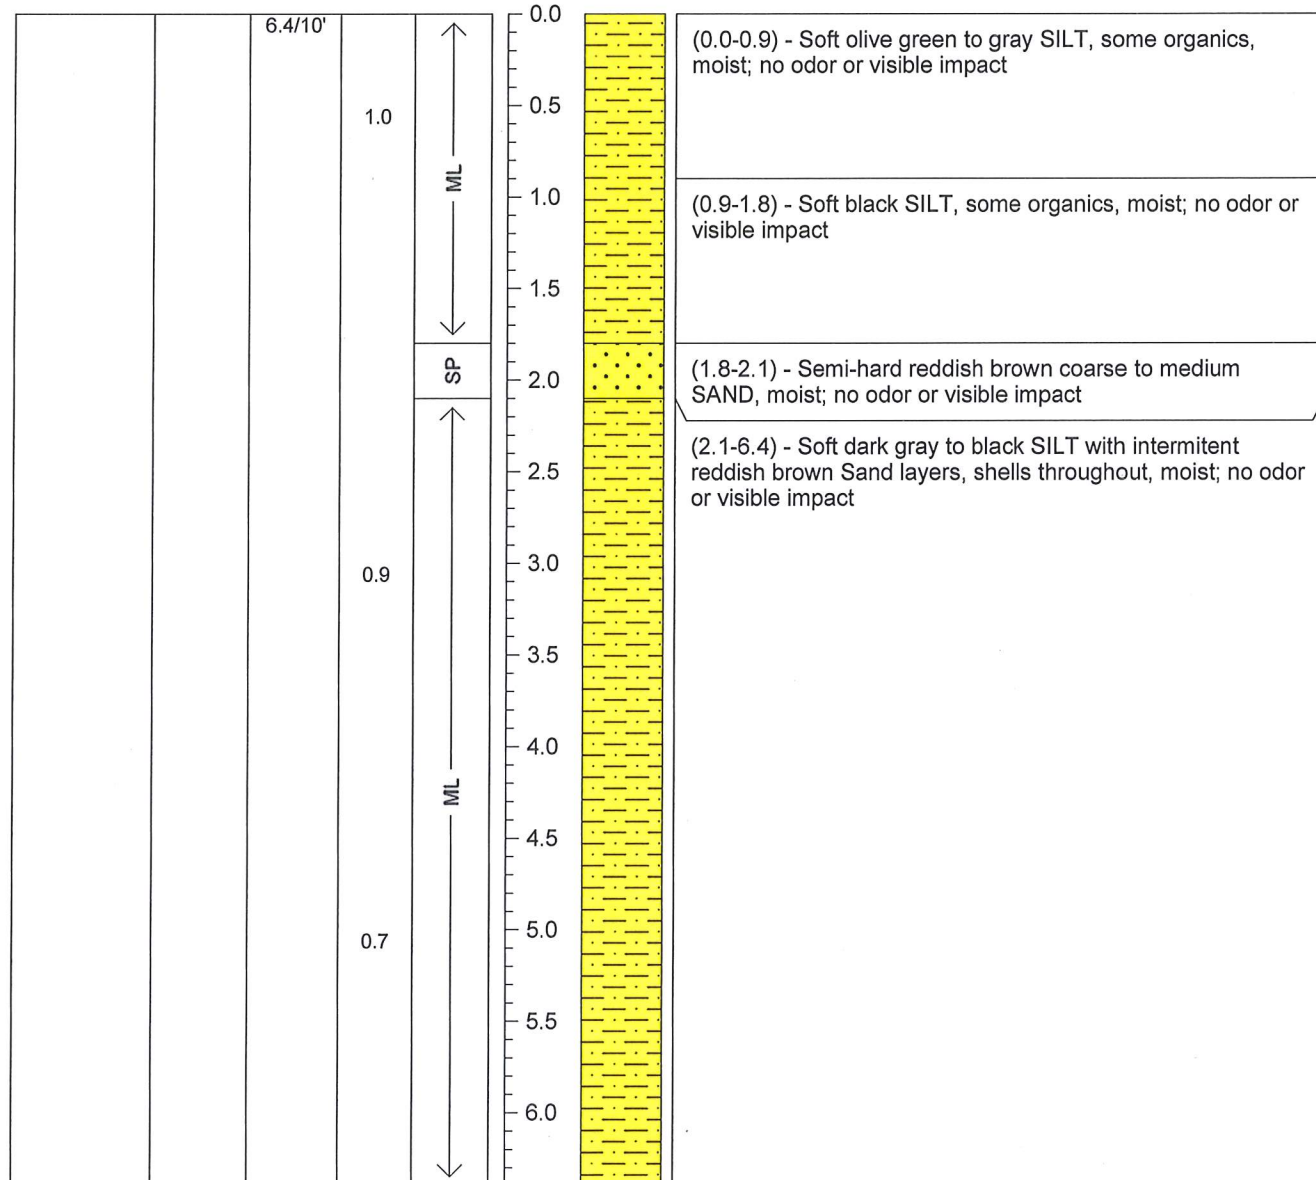 6.4/10'
1.0
0.9
0.7
ML
SP
ML
0.0
0.5
1.0
1.5
2.0
2.5
3.0
3.5
4.0
4.5
5.0
5.5
6.0
(0.0-0.9) - Soft olive green to gray SILT, some organics,
moist; no odor or visible impact
(0.9-1.8) - Soft black SILT, some organics, moist; no odor or
visible impact
(1.8-2.1) - Semi-hard reddish brown coarse to medium
SAND, moist; no odor or visible impact
(2.1-6.4) - Soft dark gray to black SILT with intermitent
reddish brown Sand layers, shells throughout, moist; no odor
or visible impact